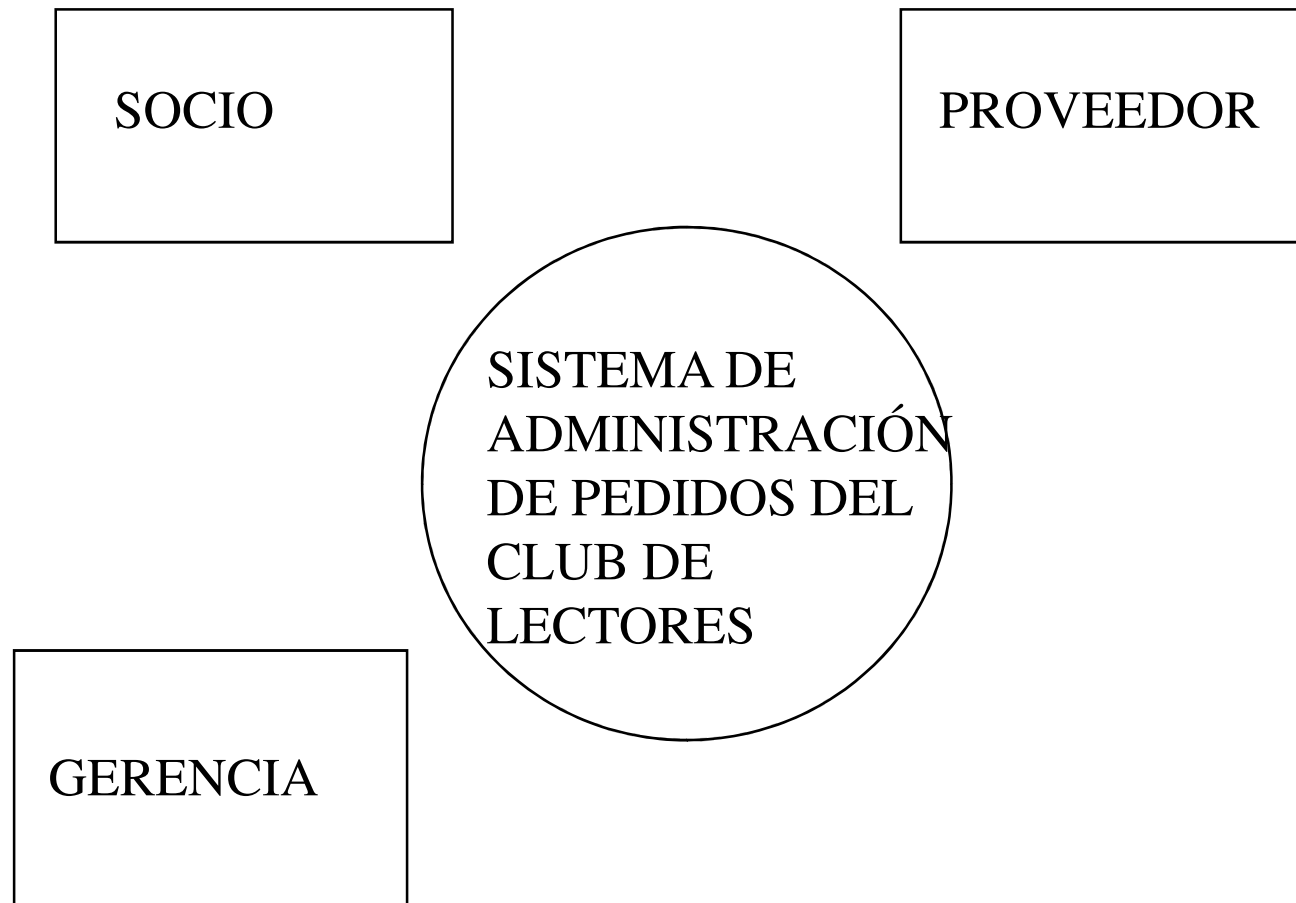 SOCIO
PROVEEDOR
SISTEMA DE
ADMINISTRACIÓN
DE PEDIDOS DEL
CLUB DE
LECTORES
GERENCIA